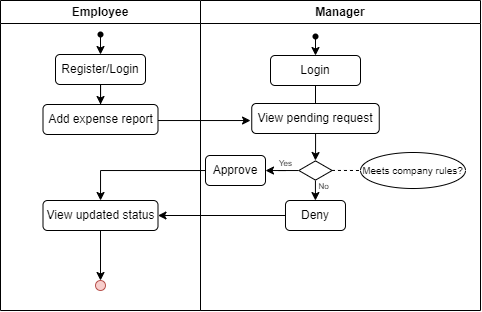 Employee
Manager
Register/Login
Login
Add expense report
View pending request
Approve
Yes
Meets company rules?
No
View updated status
Deny